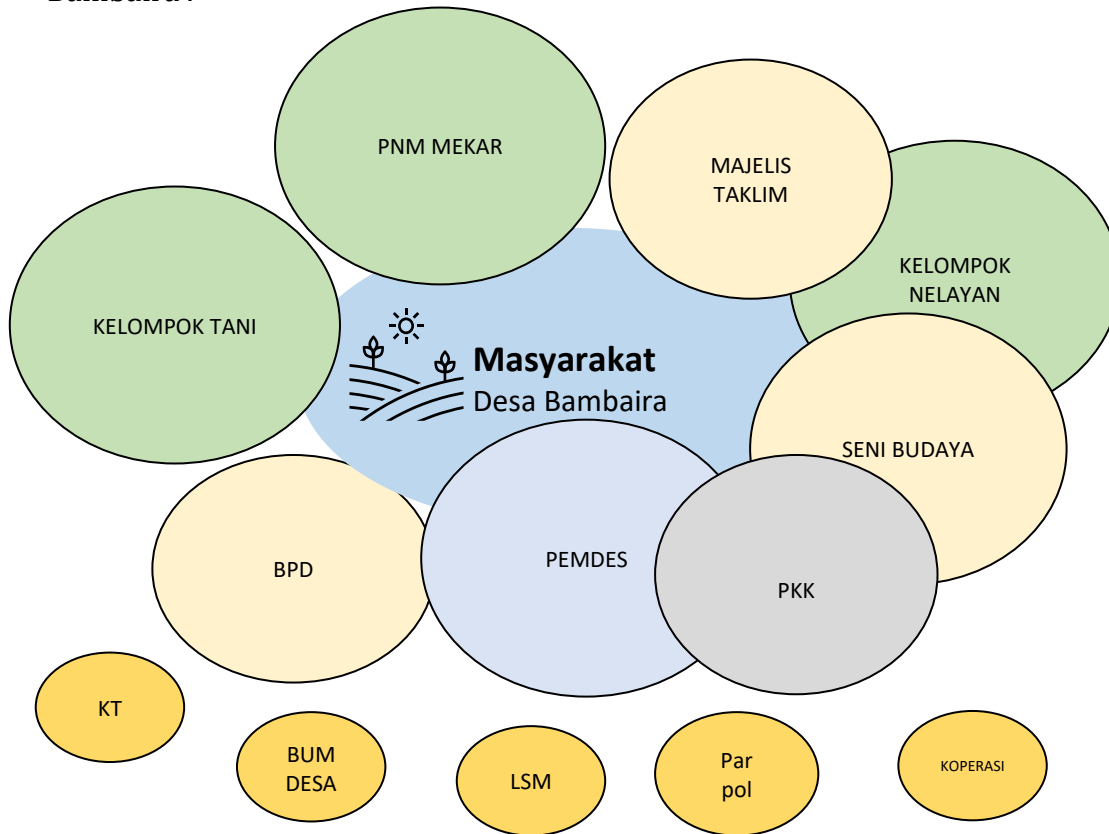 PNM MEKAR
MAJELIS
TAKLIM
KELOMPOK
NELAYAN
KELOMPOK TANI
Masyarakat
Desa Bambaira
SENI BUDAYA
BPD
PEMDES
PKK
KT
BUM
DESA
LSM
Par
pol
KOPERASI